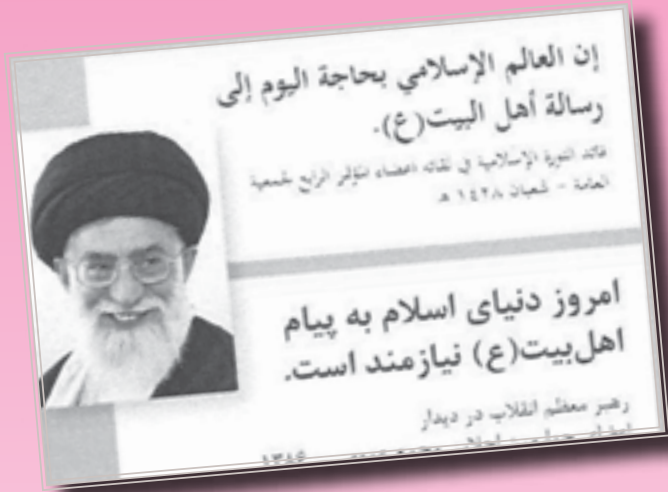 إن العالم الإسلامي بحاجة اليوم إلى
رسالة أهل البيت(ع).
قائد الثورة الإسلامية في لقائه اعضاء المؤتمر الرابع للجمعية
العامة - شعبان ١٤٢٨ هـ
امروز دنیای اسلام به پیام
اهل‌بیت(ع) نیازمند است.
رهبر معظم انقلاب در دیدار